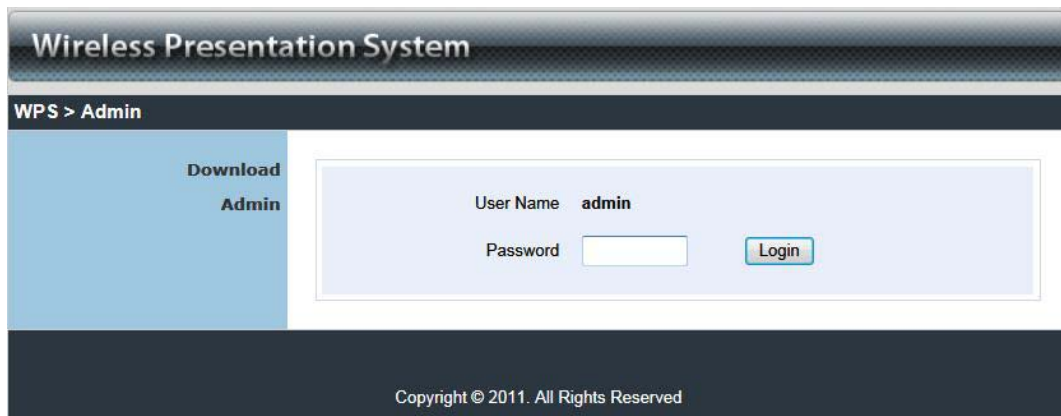 Wireless Presentation System
WPS > Admin
Download
Admin
User Name admin
Password
Login
Copyright © 2011. All Rights Reserved